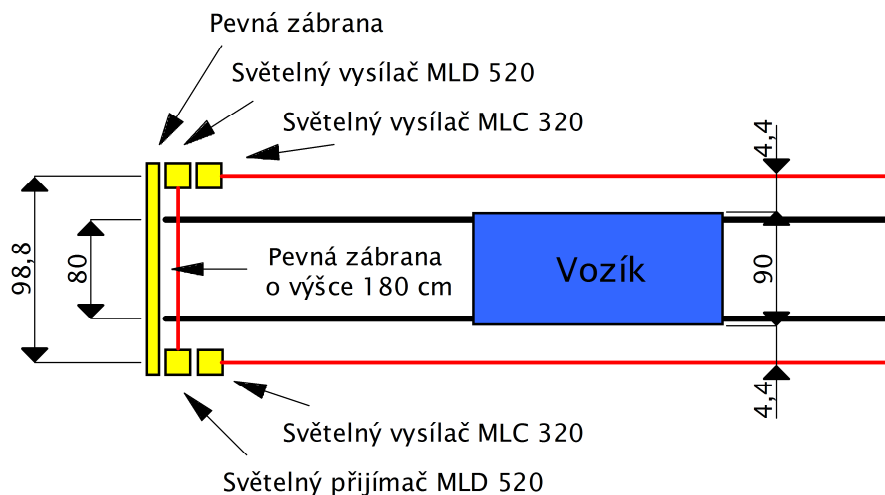 Pevná zábrana
Světelný vysílač MLD 520
Světelný vysílač MLC 320
4,4
98,8
80
Pevná zábrana
o výšce 180 cm
Vozík
90
4,4
Světelný vysílač MLC 320
Světelný přijímač MLD 520